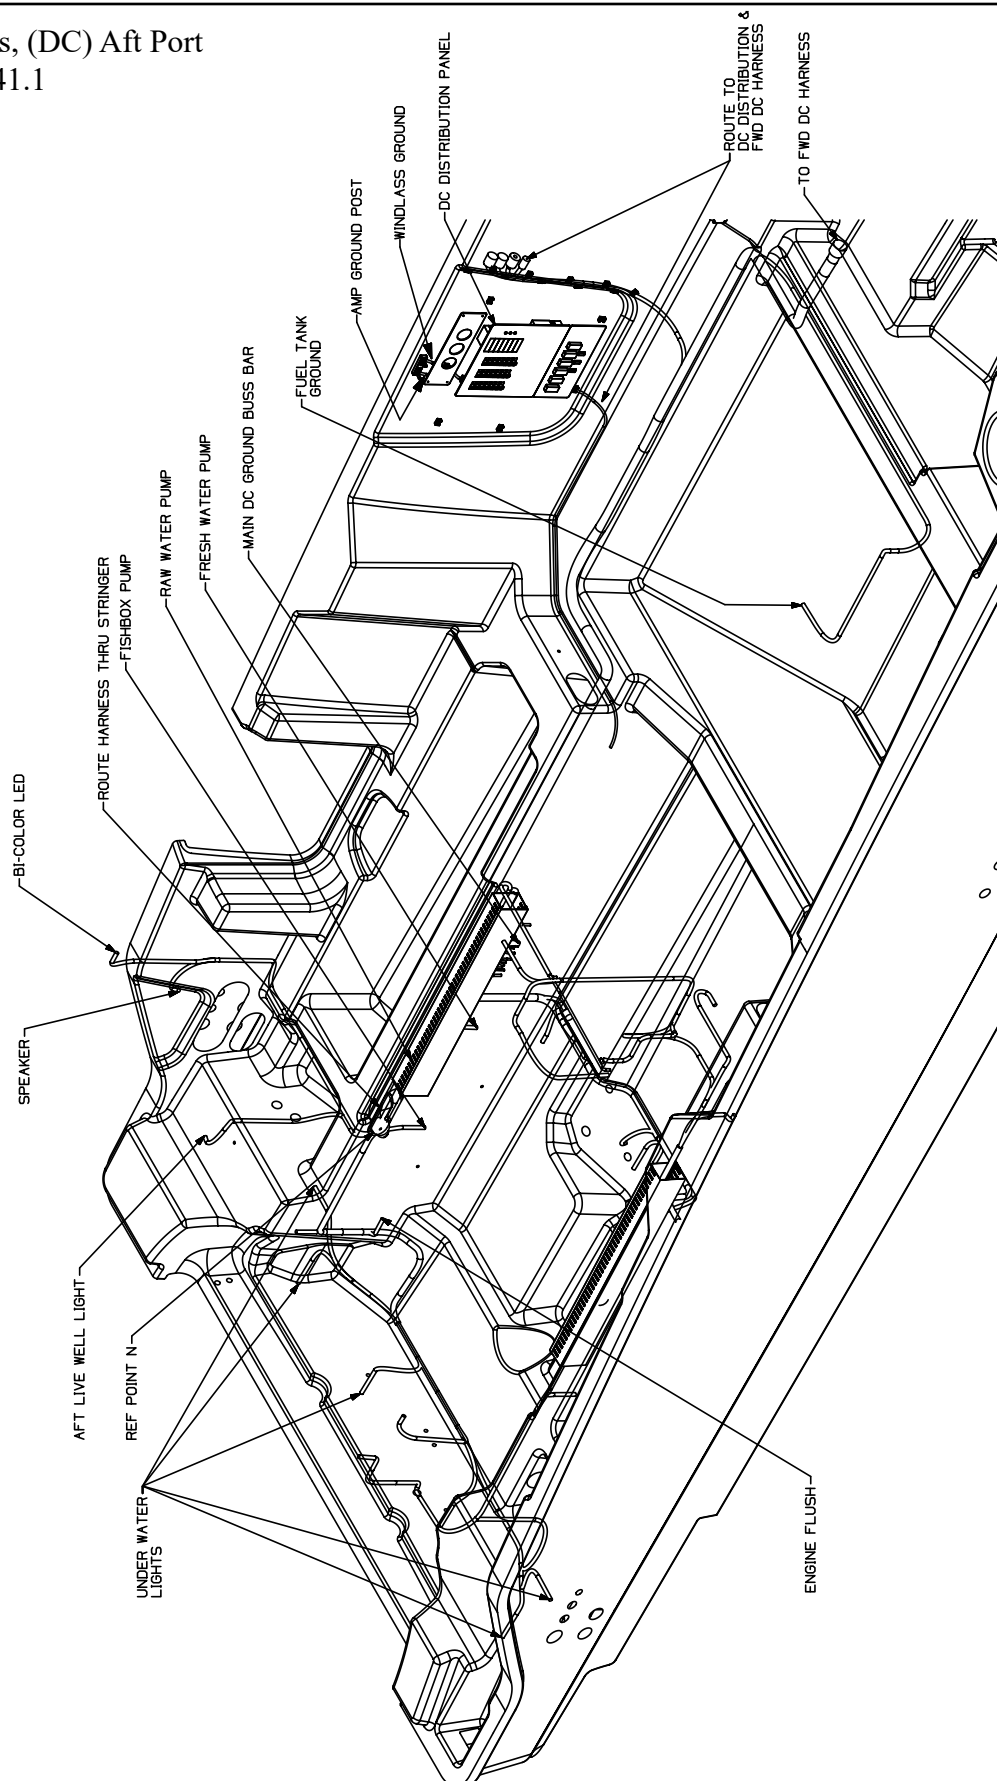 s, (DC) Aft Port
41.1
BI-COLOR LED
SPEAKER
ROUTE HARNESS THRU STRINGER
FISHBOX PUMP
RAW WATER PUMP
FRESH WATER PUMP
MAIN DC GROUND BUSS BAR
FUEL TANK
GROUND
AMP GROUND POST
WINDLASS GROUND
DC DISTRIBUTION PANEL
ROUTE TO
DC DISTRIBUTION &
FWD DC HARNESS
TO FWD DC HARNESS
AFT LIVE WELL LIGHT
REF POINT N
UNDER WATER
LIGHTS
ENGINE FLUSH